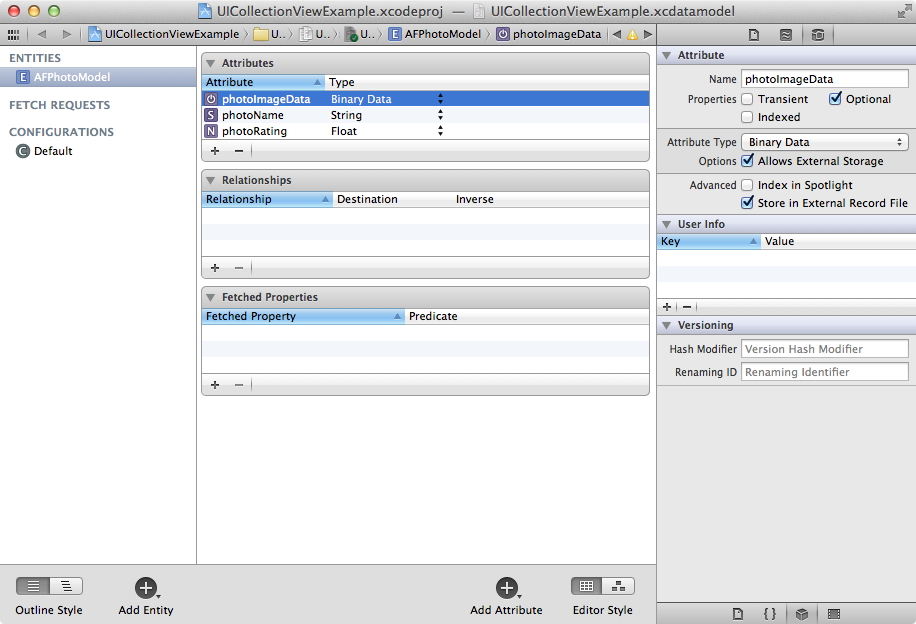 UICollectionViewExample.xcodeproj — UICollectionViewExample.xcdatamodel
UICollectionViewExample U.. U.. U.. E AFPhotoModel photoImageData
ENTITIES
E AFPhotoModel
FETCH REQUESTS
CONFIGURATIONS
C Default
Attributes
Attribute Type
photoImageData Binary Data
S photoName String
N photoRating Float
+ −
Relationships
Relationship Destination Inverse
+ −
Fetched Properties
Fetched Property Predicate
+ −
Attribute
Name photoImageData
Properties Transient Optional
Indexed
Attribute Type Binary Data
Options Allows External Storage
Advanced Index in Spotlight
Store in External Record File
User Info
Key Value
+ −
Versioning
Hash Modifier Version Hash Modifier
Renaming ID Renaming Identifier
Outline Style Add Entity Add Attribute Editor Style
{ }